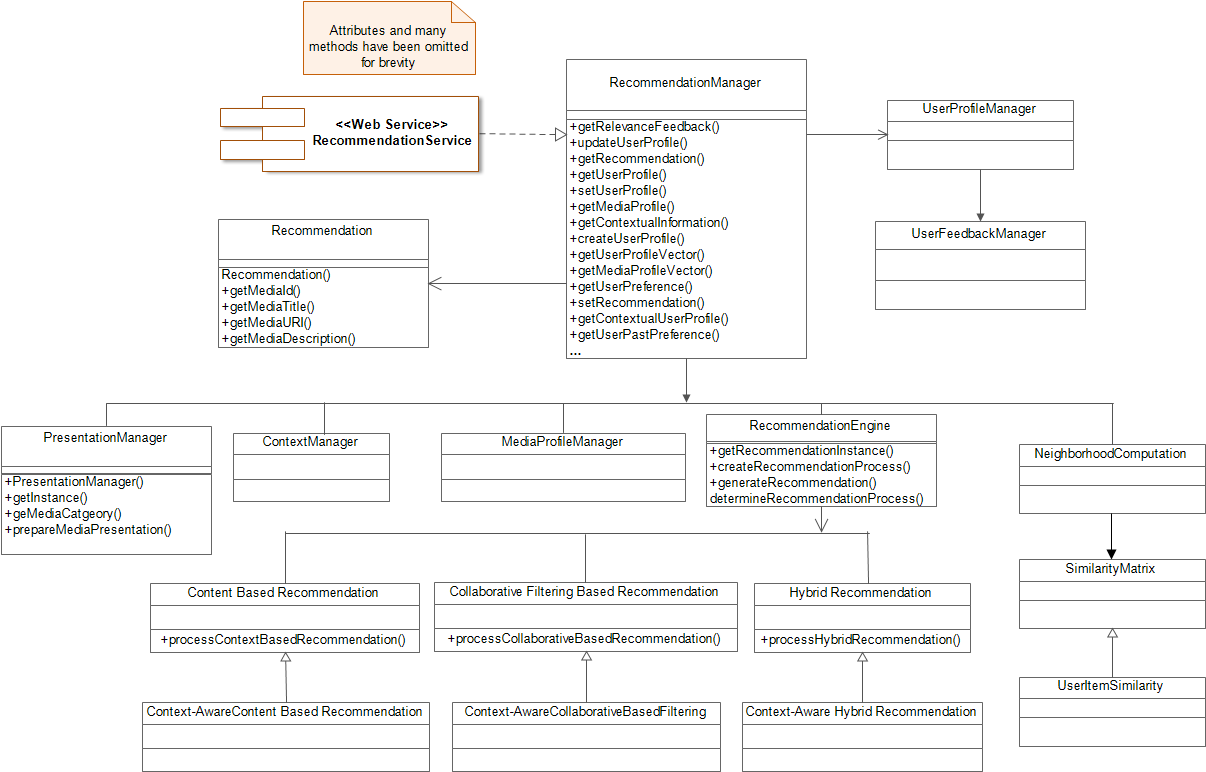 Attributes and many
methods have been omitted
for brevity
<<Web Service>>
RecommendationService
RecommendationManager
+getRelevanceFeedback()
+updateUserProfile()
+getRecommendation()
+getUserProfile()
+setUserProfile()
+getMediaProfile()
+getContextualInformation()
+createUserProfile()
+getUserProfileVector()
+getMediaProfileVector()
+getUserPreference()
+setRecommendation()
+getContextualUserProfile()
+getUserPastPreference()
...
UserProfileManager
UserFeedbackManager
Recommendation
Recommendation()
+getMediaId()
+getMediaTitle()
+getMediaURI()
+getMediaDescription()
PresentationManager
+PresentationManager()
+getInstance()
+geMediaCatgeory()
+prepareMediaPresentation()
ContextManager
MediaProfileManager
RecommendationEngine
+getRecommendationInstance()
+createRecommendationProcess()
+generateRecommendation()
determineRecommendationProcess()
NeighborhoodComputation
SimilarityMatrix
UserItemSimilarity
Content Based Recommendation
+processContextBasedRecommendation()
Collaborative Filtering Based Recommendation
+processCollaborativeBasedRecommendation()
Hybrid Recommendation
+processHybridRecommendation()
Context-AwareContent Based Recommendation
Context-AwareCollaborativeBasedFiltering
Context-Aware Hybrid Recommendation